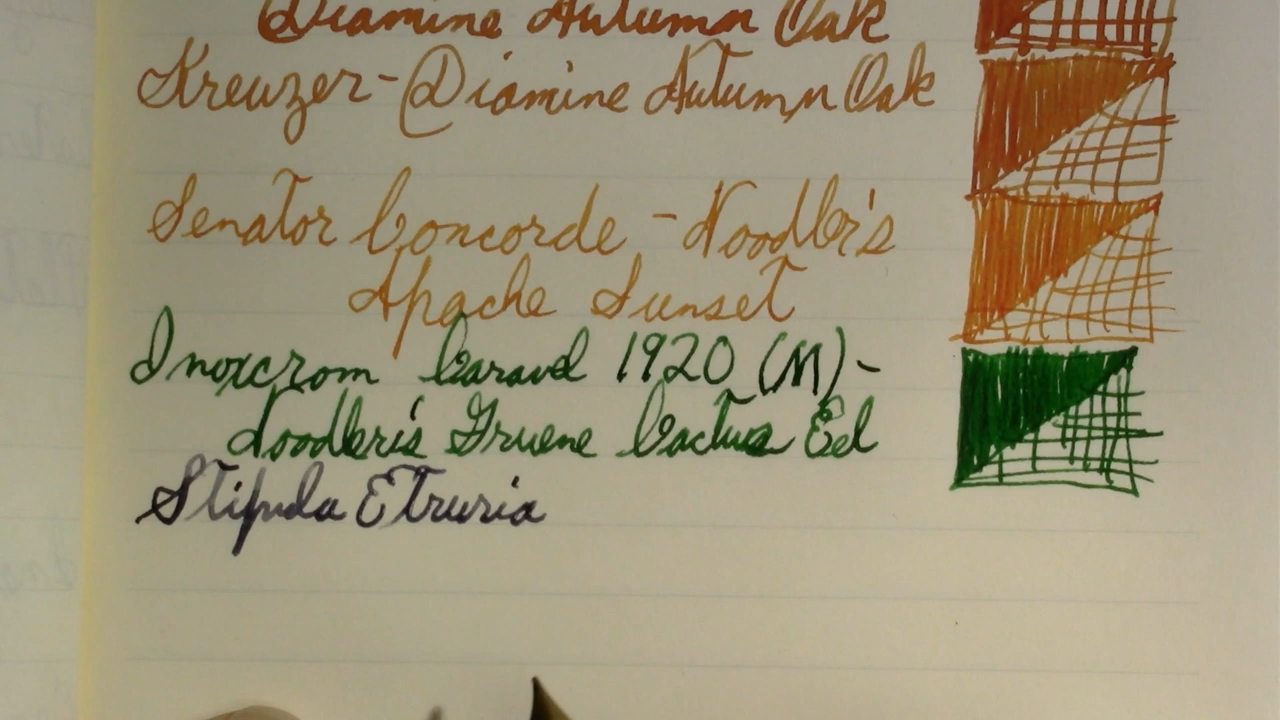 Diamine Autumn Oak
Kreuzer-Diamine Autumn Oak
Senator Concorde - Noodler's
Apache Sunset
Inoxcrom Caravel 1920 (M)-
Noodler's Gruene Cactus Eel
Stipula Etruria